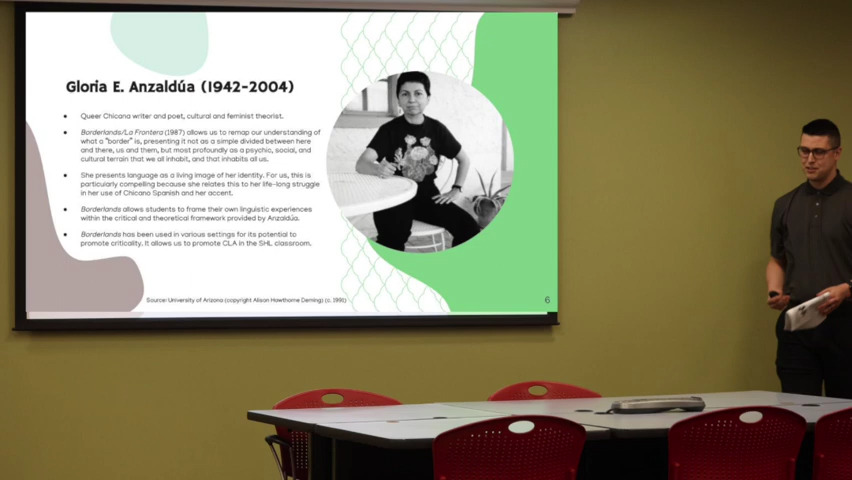 Gloria E. Anzaldúa (1942-2004)
Queer Chicana writer and poet, cultural and feminist theorist.
Borderlands/La Frontera (1987) allows us to remap our understanding of
what a "border" is, presenting it not as a simple divided between here
and there, us and them, but most profoundly as a psychic, social, and
cultural terrain that we all inhabit, and that inhabits all us.
She presents language as a living image of her identity. For us, this is
particularly compelling because she relates this to her life-long struggle
in her use of Chicano Spanish and her accent.
Borderlands allows students to frame their own linguistic experiences
within the critical and theoretical framework provided by Anzaldúa.
Borderlands has been used in various settings for its potential to
promote criticality. It allows us to promote CLA in the SHL classroom.
Source: University of Arizona (copyright Alison Hawthorne Deming) (c. 1991)
6